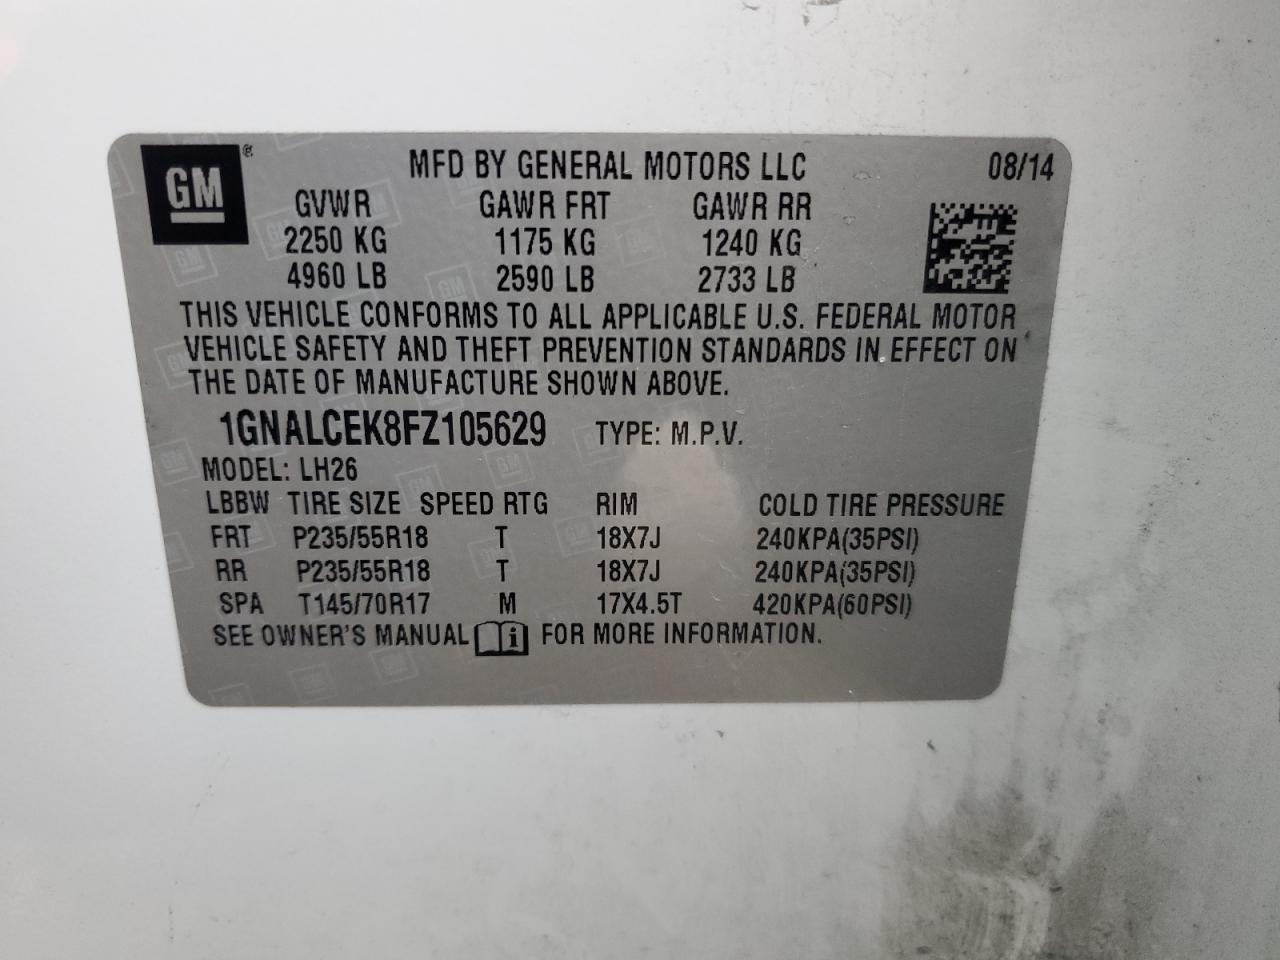 GM ® MFD BY GENERAL MOTORS LLC 08/14
GVWR GAWR FRT GAWR RR
2250 KG 1175 KG 1240 KG
4960 LB 2590 LB 2733 LB
THIS VEHICLE CONFORMS TO ALL APPLICABLE U.S. FEDERAL MOTOR
VEHICLE SAFETY AND THEFT PREVENTION STANDARDS IN EFFECT ON
THE DATE OF MANUFACTURE SHOWN ABOVE.
1GNALCEK8FZ105629 TYPE: M.P.V.
MODEL: LH26
LBBW TIRE SIZE SPEED RTG RIM COLD TIRE PRESSURE
FRT P235/55R18 T 18X7J 240KPA(35PSI)
RR P235/55R18 T 18X7J 240KPA(35PSI)
SPA T145/70R17 M 17X4.5T 420KPA(60PSI)
SEE OWNER'S MANUAL i FOR MORE INFORMATION.